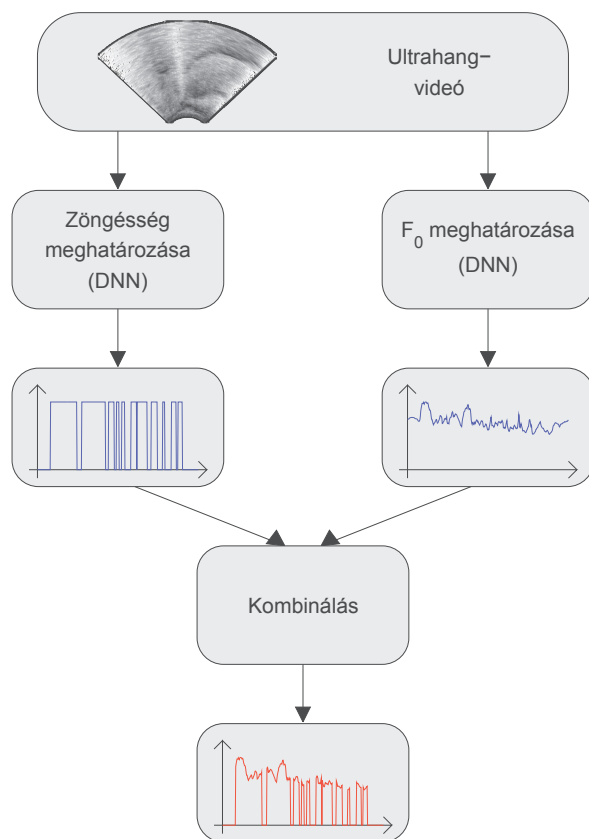 Ultrahang−
videó
Zöngésség
meghatározása
(DNN)
F₀ meghatározása
(DNN)
Kombinálás